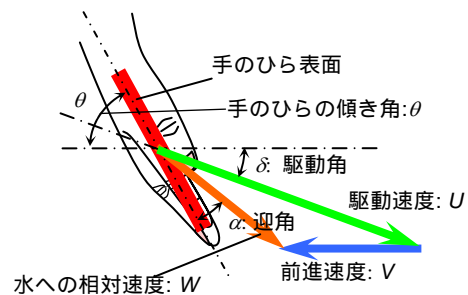 手のひら表面
θ
手のひらの傾き角:θ
δ: 駆動角
駆動速度: U
α: 迎角
水への相対速度: W
前進速度: V